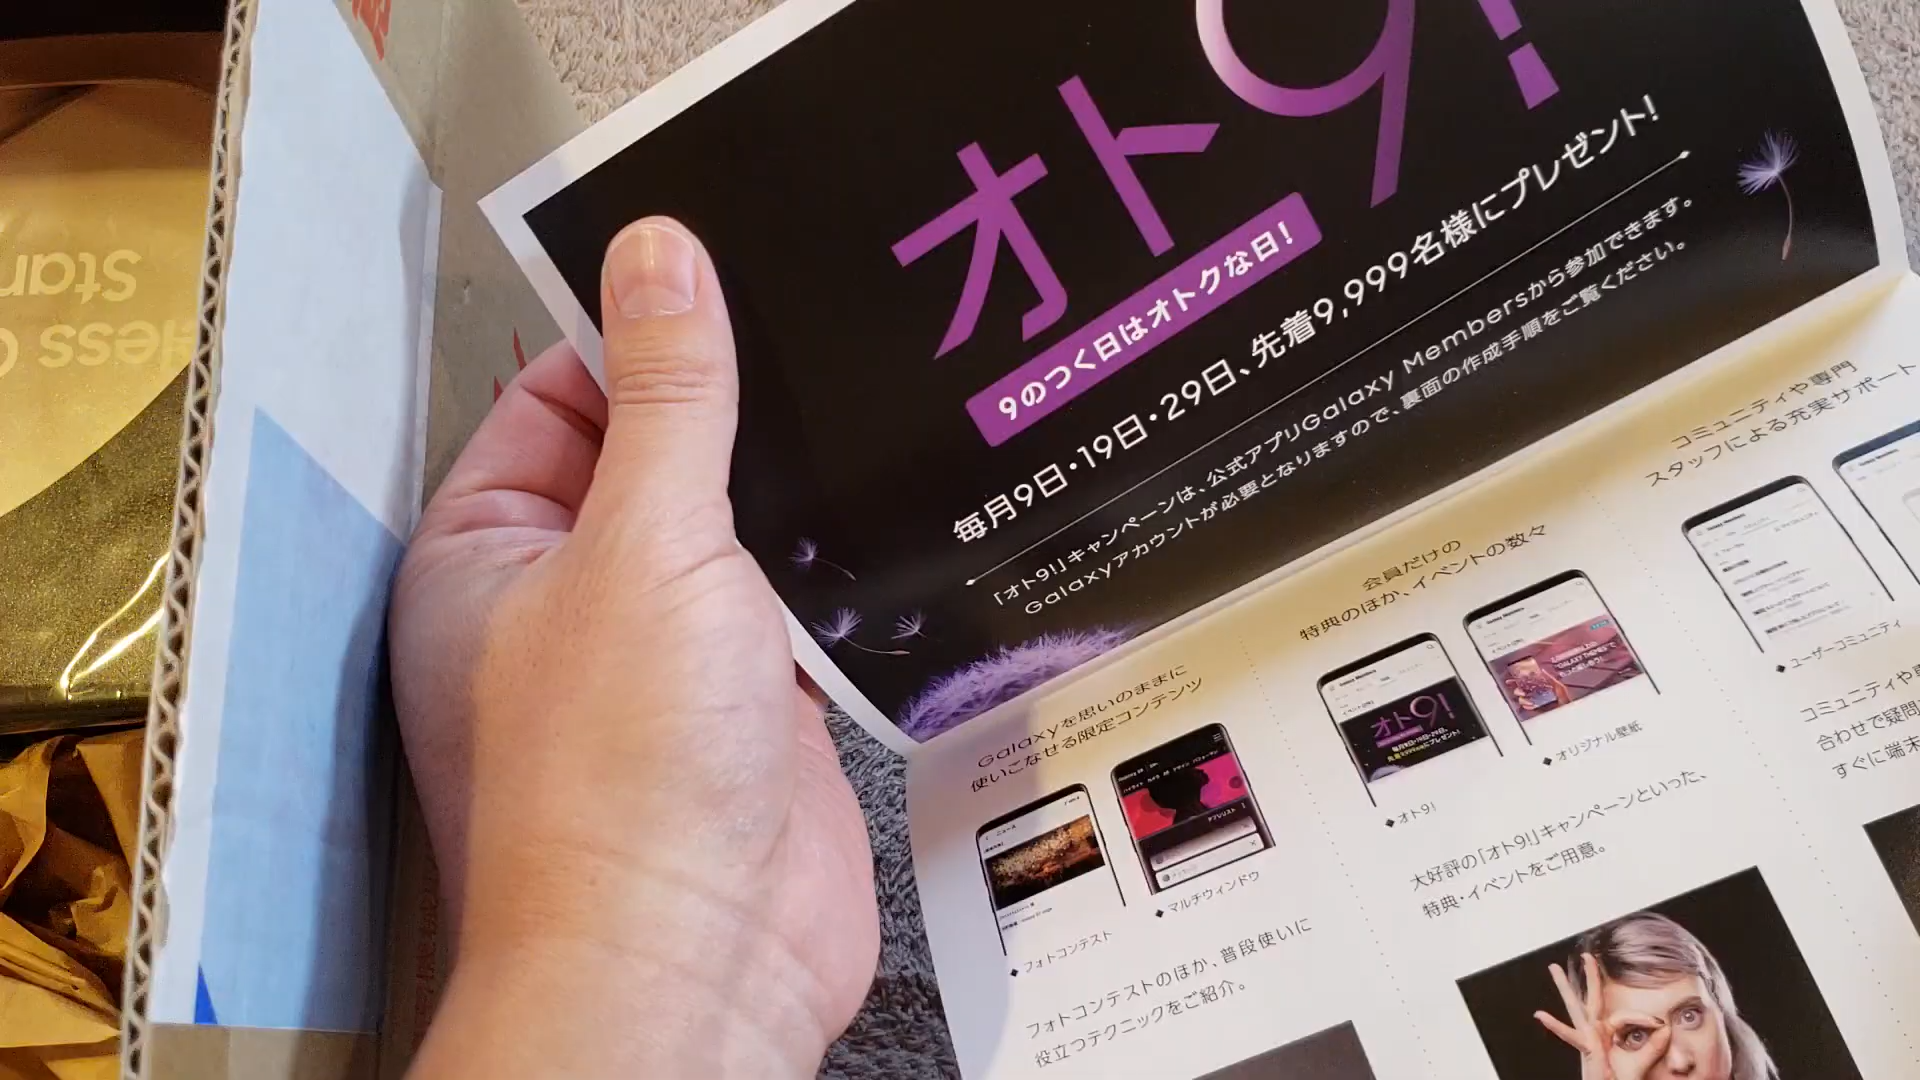 オト9!
9のつく日はオトクな日!
毎月9日・19日・29日、先着9,999名様にプレゼント!
「オト9!」キャンペーンは、公式アプリGalaxy Membersから参加できます。
Galaxyアカウントが必要となりますので、裏面の作成手順をご覧ください。
Galaxyを思いのままに
使いこなせる限定コンテンツ
◆フォトコンテスト
◆マルチウィンドウ
フォトコンテストのほか、普段使いに
役立つテクニックをご紹介。
会員だけの
特典のほか、イベントの数々
オト9!
◆オト9!
◆オリジナル壁紙
大好評の「オト9!」キャンペーンといった、
特典・イベントをご用意。
コミュニティや専門
スタッフによる充実サポート
◆ユーザーコミュニティ
コミュニティや
合わせで疑問
すぐに端末
less
Stan